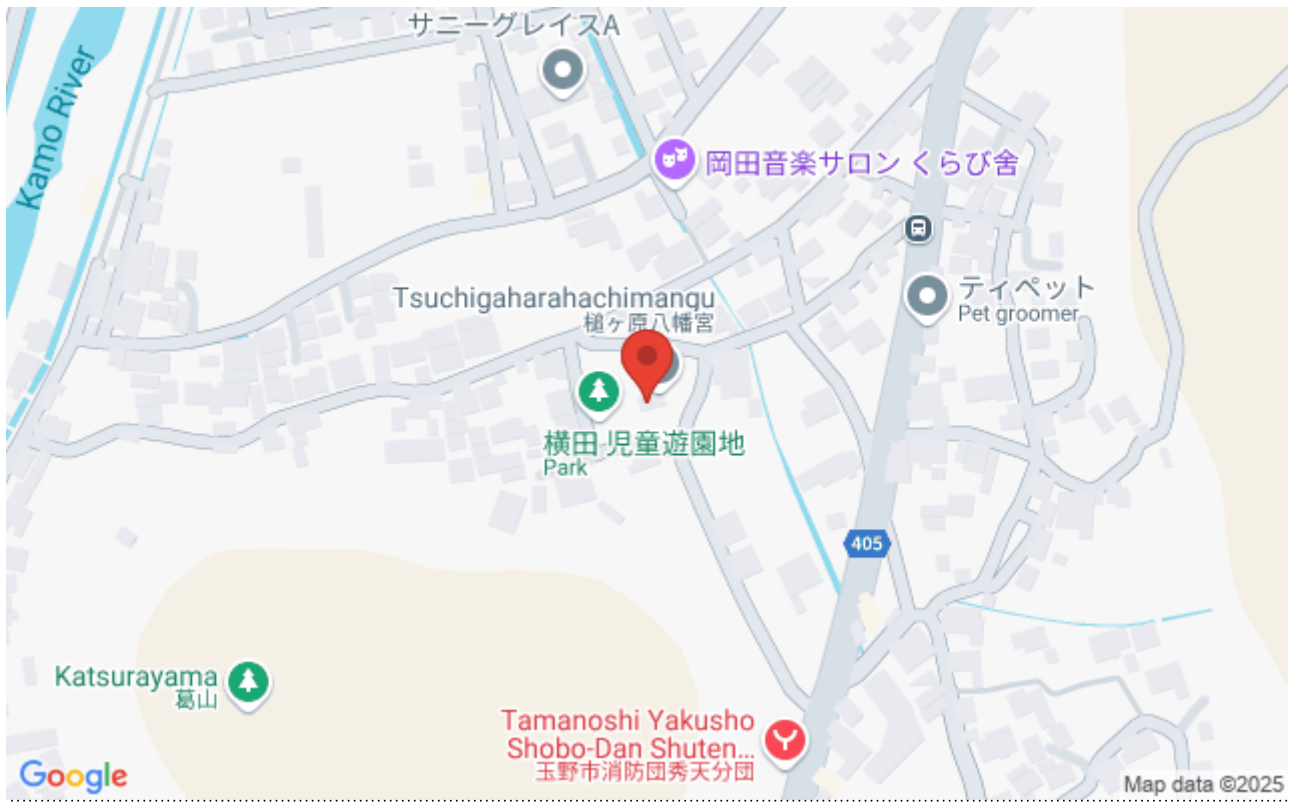 サニーグレイスA
Kamo River
岡田音楽サロン くらび舎
Tsuchigaharahachimangu
槌ヶ原八幡宮
ティペット
Pet groomer
横田 児童遊園地
Park
405
Katsurayama
葛山
Tamanoshi Yakusho
Shobo-Dan Shuten...
玉野市消防団秀天分団
Google
Map data ©2025